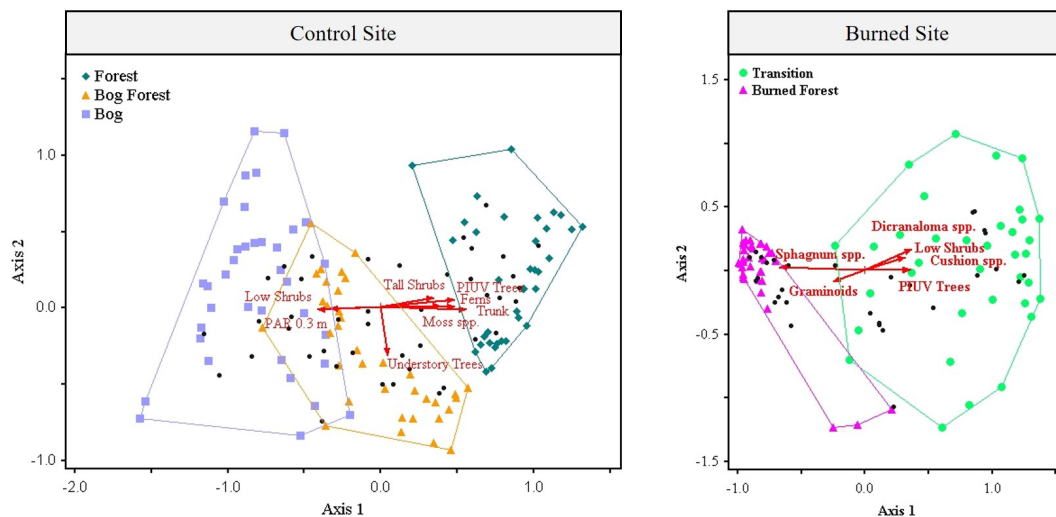 Control Site
Forest
Bog Forest
Bog
Axis 2
1.0
0.0
-1.0
Tall Shrubs
PIUV Trees
Ferns
Low Shrubs
Trunk
PAR 0.3 m
Moss spp.
Understory Trees
-2.0
-1.0
0.0
1.0
Axis 1
Burned Site
Transition
Burned Forest
Axis 2
1.5
0.5
-0.5
-1.5
Dicranaloma spp.
Low Shrubs
Sphagnum spp.
Cushion spp.
Graminoids
PIUV Trees
-1.0
0.0
1.0
Axis 1